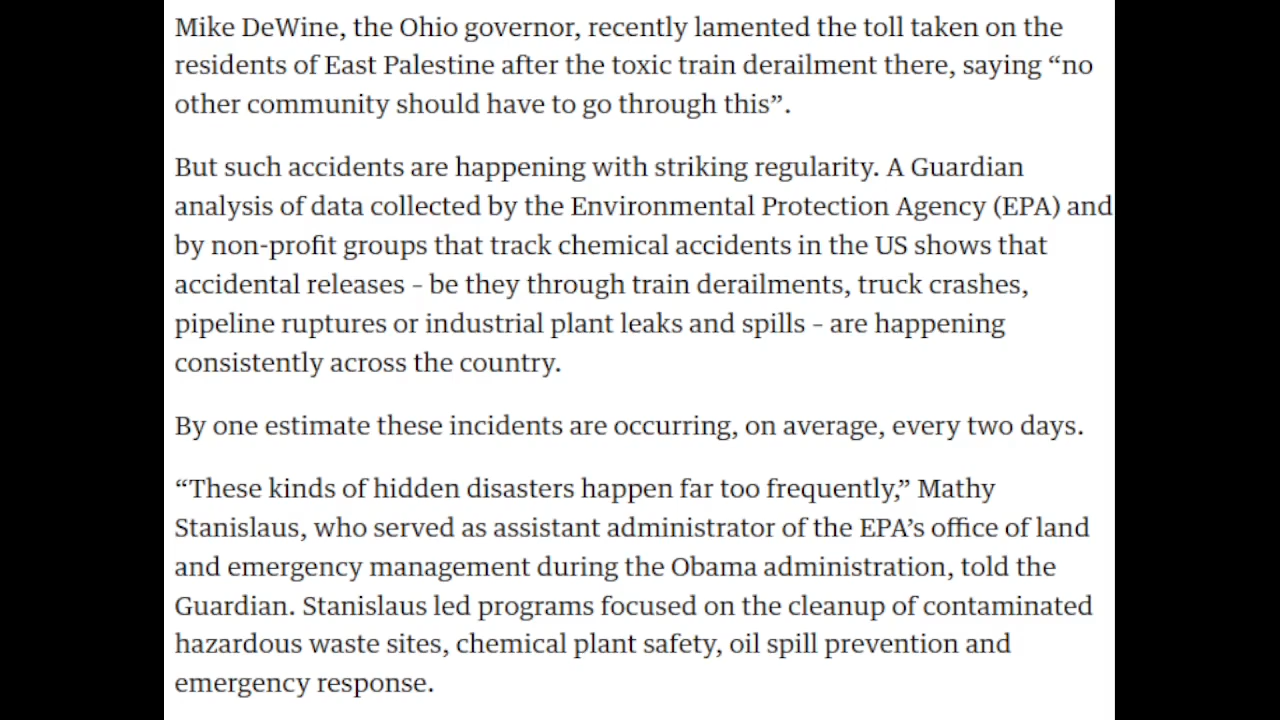 Mike DeWine, the Ohio governor, recently lamented the toll taken on the
residents of East Palestine after the toxic train derailment there, saying “no
other community should have to go through this”.
But such accidents are happening with striking regularity. A Guardian
analysis of data collected by the Environmental Protection Agency (EPA) and
by non-profit groups that track chemical accidents in the US shows that
accidental releases – be they through train derailments, truck crashes,
pipeline ruptures or industrial plant leaks and spills – are happening
consistently across the country.
By one estimate these incidents are occurring, on average, every two days.
“These kinds of hidden disasters happen far too frequently,” Mathy
Stanislaus, who served as assistant administrator of the EPA’s office of land
and emergency management during the Obama administration, told the
Guardian. Stanislaus led programs focused on the cleanup of contaminated
hazardous waste sites, chemical plant safety, oil spill prevention and
emergency response.